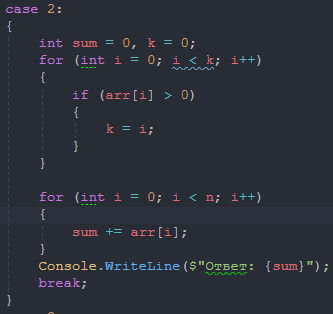 case 2:
{
int sum = 0, k = 0;
for (int i = 0; i < k; i++)
{
if (arr[i] > 0)
{
k = i;
}
}
for (int i = 0; i < n; i++)
{
sum += arr[i];
}
Console.WriteLine($"Ответ: {sum}");
break;
}